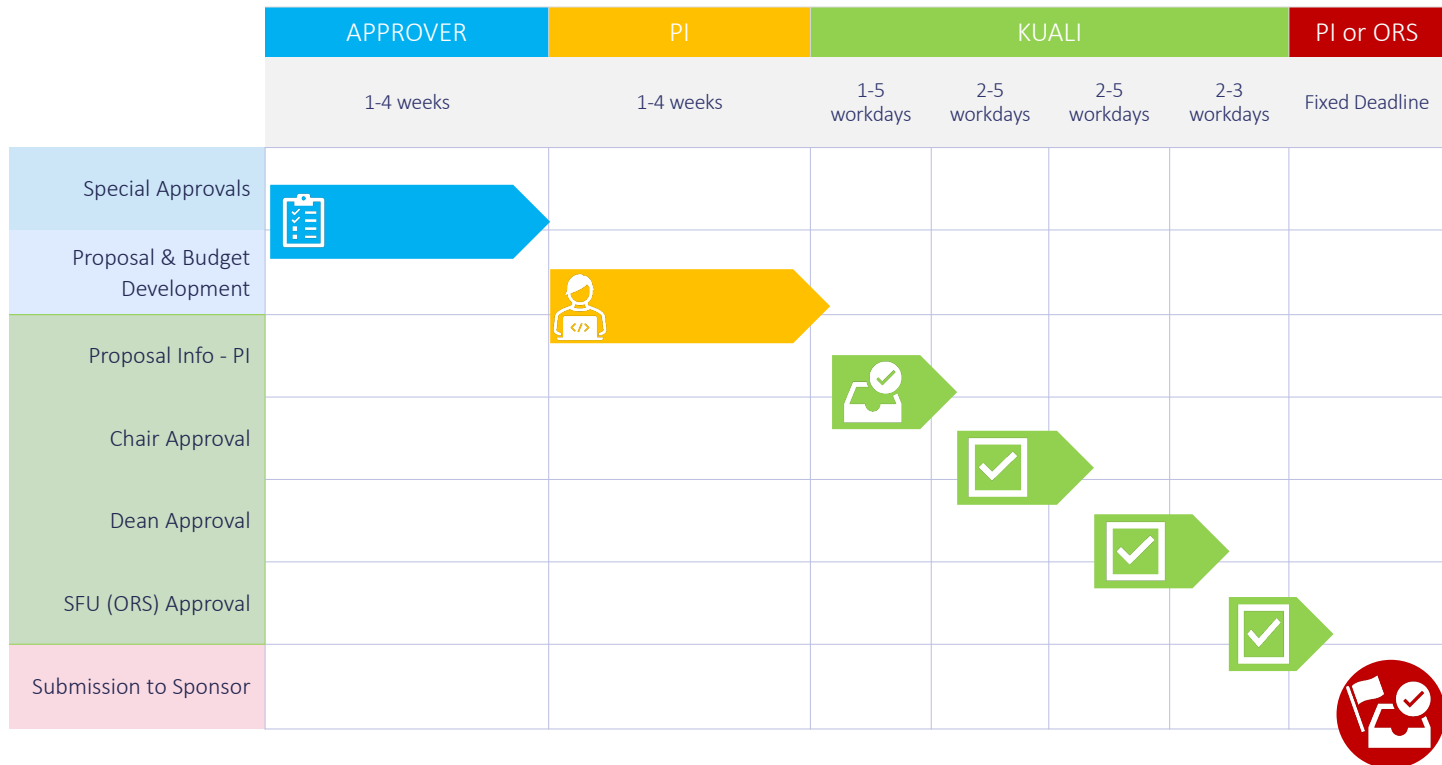 APPROVER PI KUALI PI or ORS
1-4 weeks 1-4 weeks 1-5 workdays 2-5 workdays 2-5 workdays 2-3 workdays Fixed Deadline
Special Approvals
Proposal & Budget
Development
</>
Proposal Info - PI
Chair Approval
Dean Approval
SFU (ORS) Approval
Submission to Sponsor